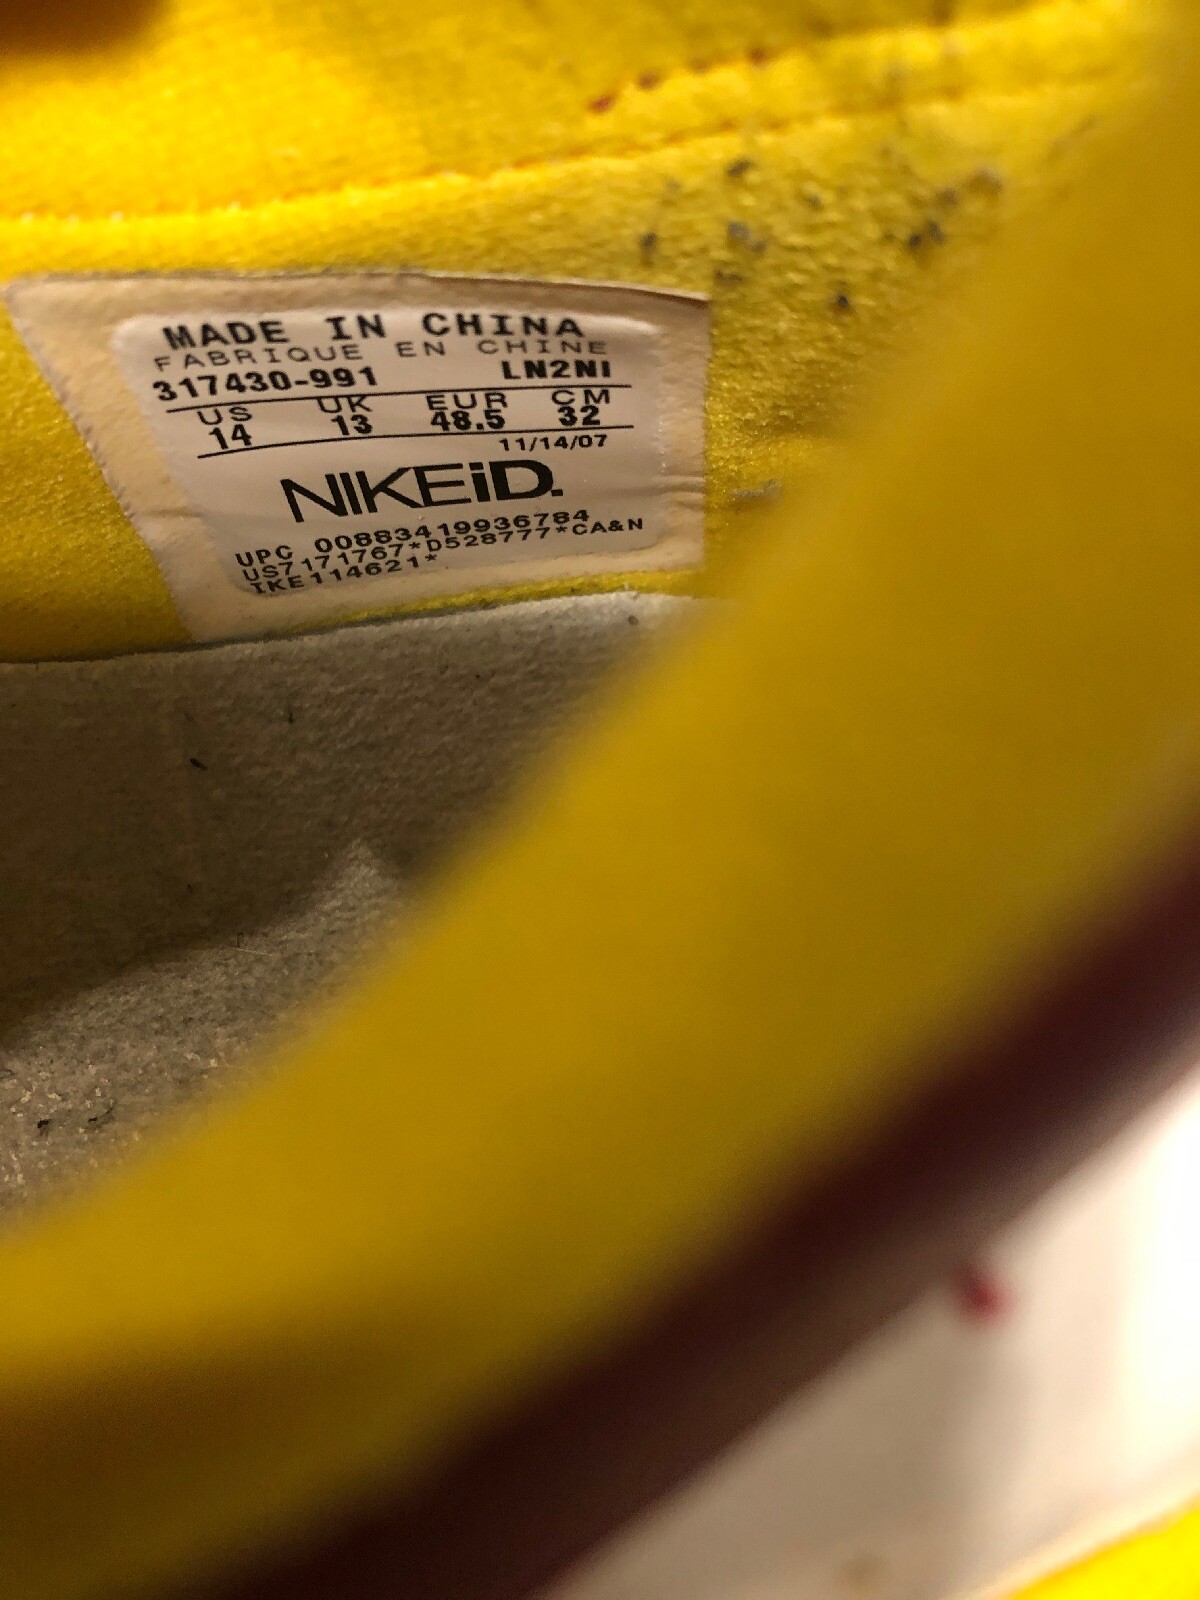 MADE IN CHINA
FABRIQUE EN CHINE
317430-991 LN2NI
US UK EUR CM
14 13 48.5 32
11/14/07
NIKEiD.
UPC 00883419936784
US7171767*D528777*CA&N
IKE114621*